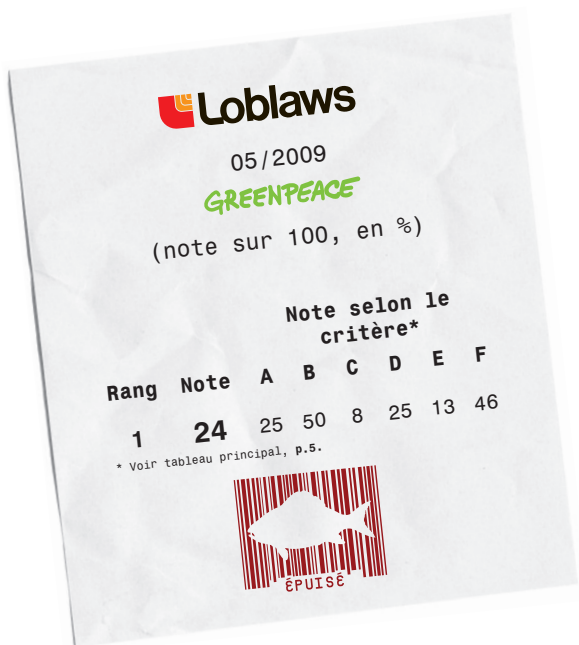 Loblaws
05/2009
GREENPEACE
(note sur 100, en %)
Note selon le
critère*
Rang Note A B C D E F
1 24 25 50 8 25 13 46
* Voir tableau principal, p.5.
ÉPUISÉ